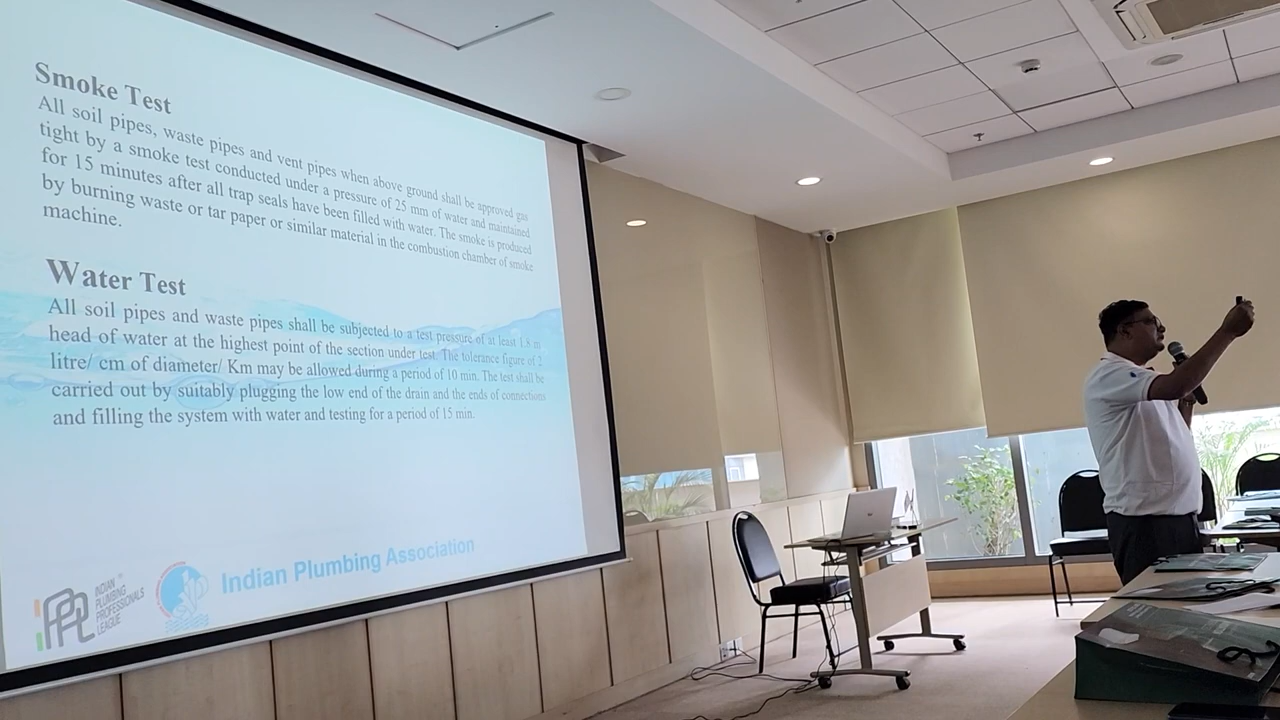 Smoke Test
All soil pipes, waste pipes and vent pipes when above ground shall be approved gas
tight by a smoke test conducted under a pressure of 25 mm of water and maintained
for 15 minutes after all trap seals have been filled with water. The smoke is produced
by burning waste or tar paper or similar material in the combustion chamber of smoke
machine.
Water Test
All soil pipes and waste pipes shall be subjected to a test pressure of at least 1.8 m
head of water at the highest point of the section under test. The tolerance figure of 2
litre/ cm of diameter/ Km may be allowed during a period of 10 min. The test shall be
carried out by suitably plugging the low end of the drain and the ends of connections
and filling the system with water and testing for a period of 15 min.
IPPL
INDIAN
PLUMBING
PROFESSIONALS
LEAGUE
Indian Plumbing Association